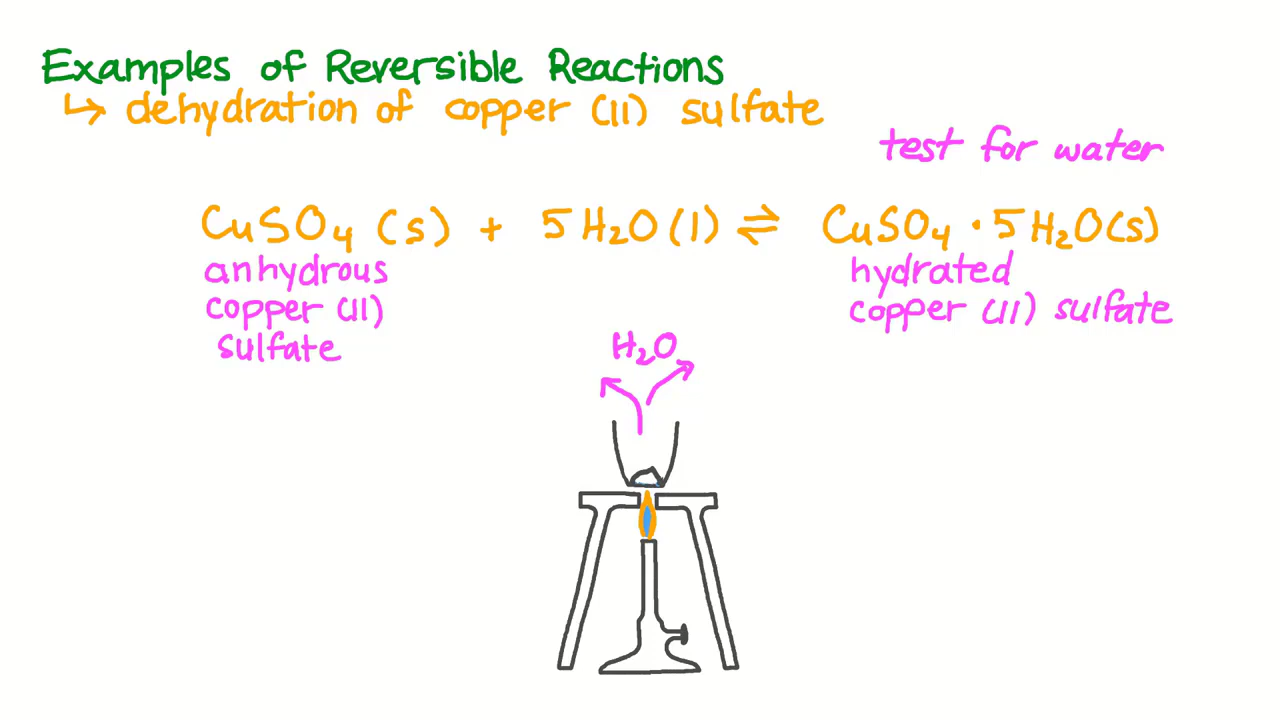 Examples of Reversible Reactions
↳ dehydration of copper (II) sulfate
test for water
CuSO₄ (s) + 5H₂O(l) ⇌ CuSO₄ · 5H₂O(s)
anhydrous
copper (II)
sulfate
hydrated
copper (II) sulfate
H₂O